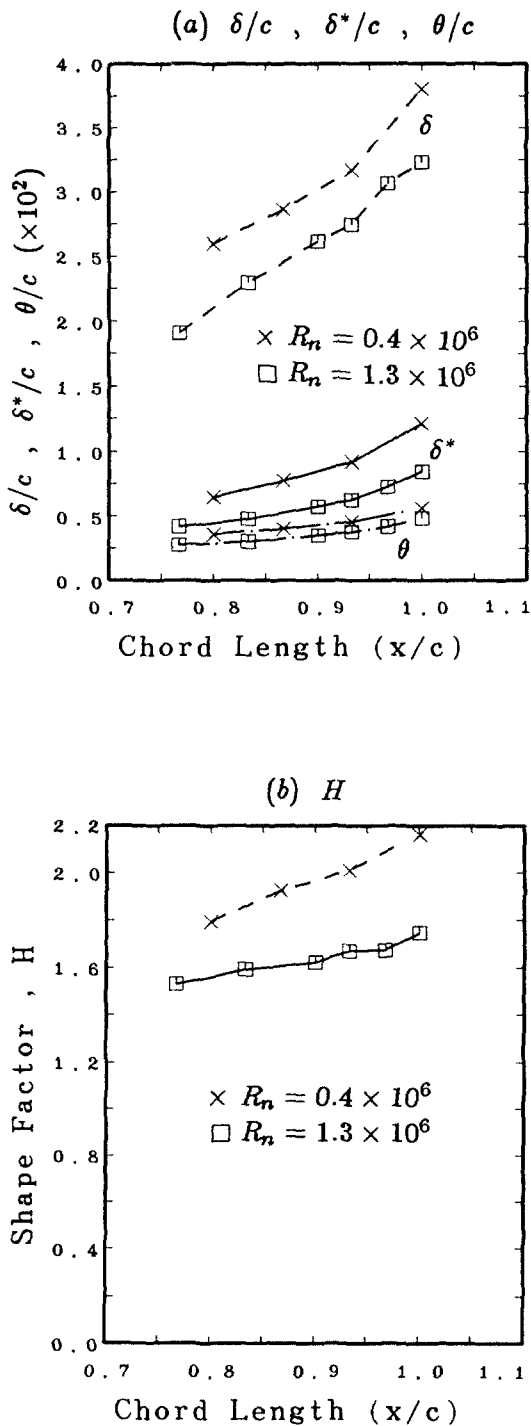 (a) δ/c , δ*/c , θ/c
δ/c , δ*/c , θ/c (×10²)
4.0
3.5
3.0
2.5
2.0
1.5
1.0
0.5
0.0
δ
× Rn = 0.4 × 10⁶
□ Rn = 1.3 × 10⁶
δ*
θ
0.7 0.8 0.9 1.0 1.1
Chord Length (x/c)
(b) H
Shape Factor , H
2.2
2.0
1.6
1.2
0.8
0.4
0.0
× Rn = 0.4 × 10⁶
□ Rn = 1.3 × 10⁶
0.7 0.8 0.9 1.0 1.1
Chord Length (x/c)